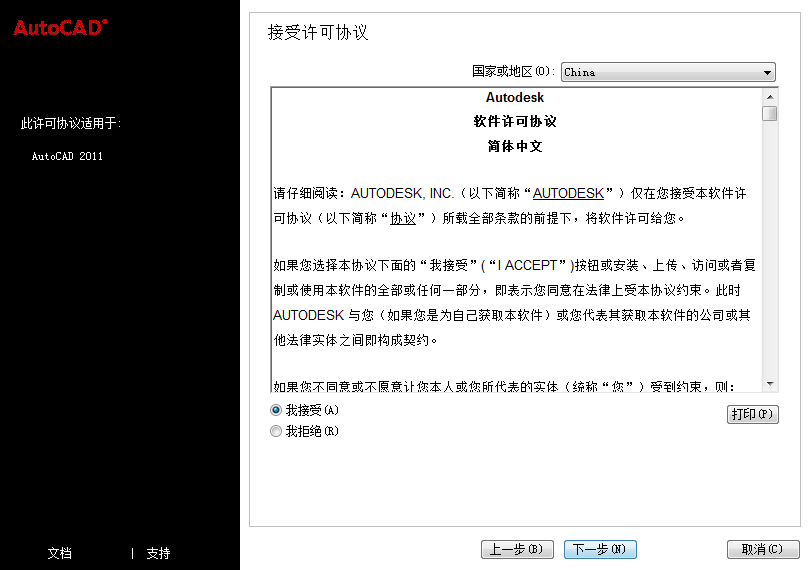 AutoCAD®
接受许可协议
国家或地区(O): China
此许可协议适用于:
AutoCAD 2011
Autodesk
软件许可协议
简体中文
请仔细阅读：AUTODESK, INC.（以下简称“AUTODESK”）仅在您接受本软件许
可协议（以下简称“协议”）所载全部条款的前提下，将软件许可给您。
如果您选择本协议下面的“我接受”(“I ACCEPT”)按钮或安装、上传、访问或者复
制或使用本软件的全部或任何一部分，即表示您同意在法律上受本协议约束。此时
AUTODESK 与您（如果您是为自己获取本软件）或您代表其获取本软件的公司或其
他法律实体之间即构成契约。
如果您不同意或不愿意让您本人或您所代表的实体（统称“您”）受到约束，则：
我接受(A)
打印(P)
我拒绝(R)
文档 | 支持
上一步(B) 下一步(N) 取消(C)